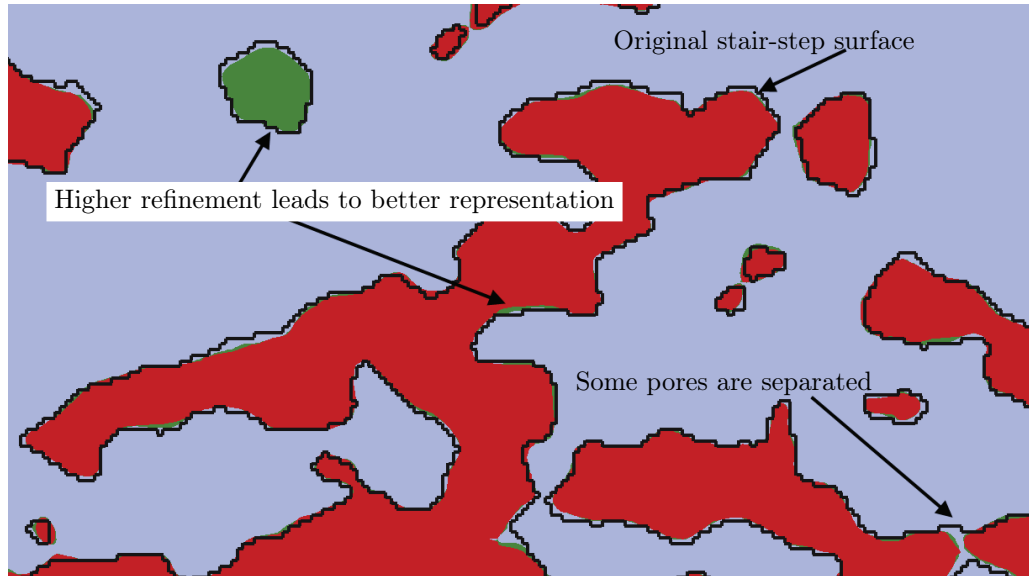 Original stair-step surface
Higher refinement leads to better representation
Some pores are separated